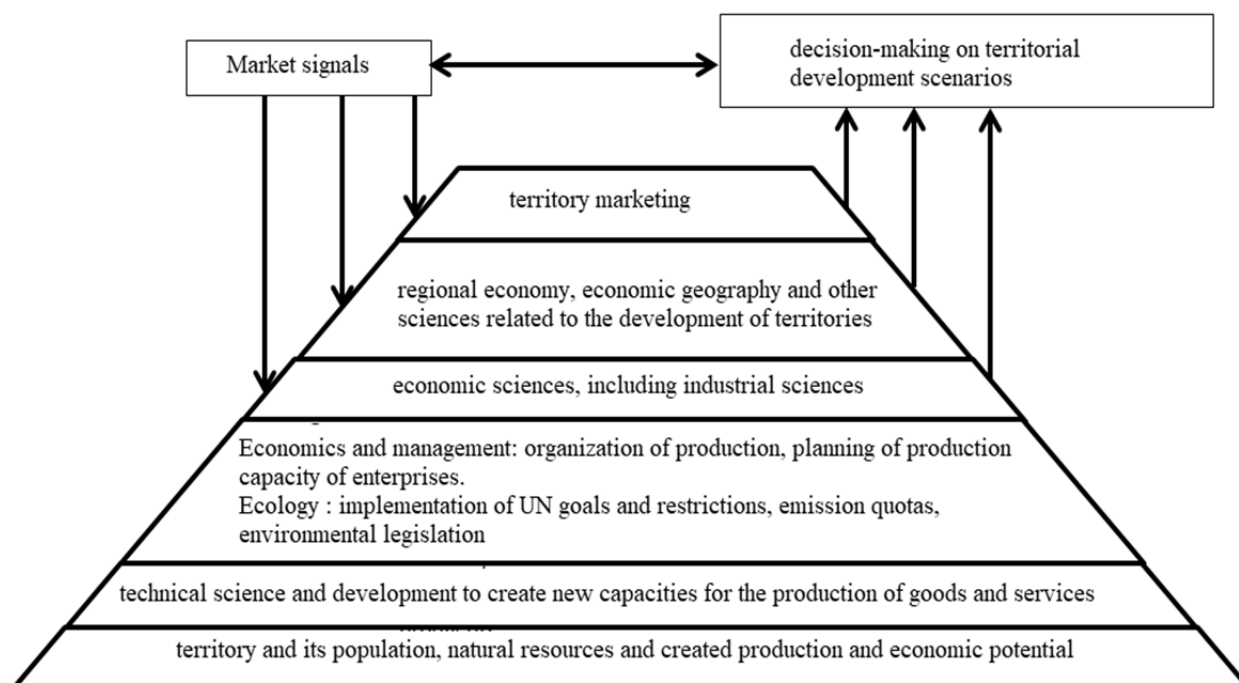 Market signals
decision-making on territorial
development scenarios
territory marketing
regional economy, economic geography and other
sciences related to the development of territories
economic sciences, including industrial sciences
Economics and management: organization of production, planning of production
capacity of enterprises.
Ecology : implementation of UN goals and restrictions, emission quotas,
environmental legislation
technical science and development to create new capacities for the production of goods and services
territory and its population, natural resources and created production and economic potential